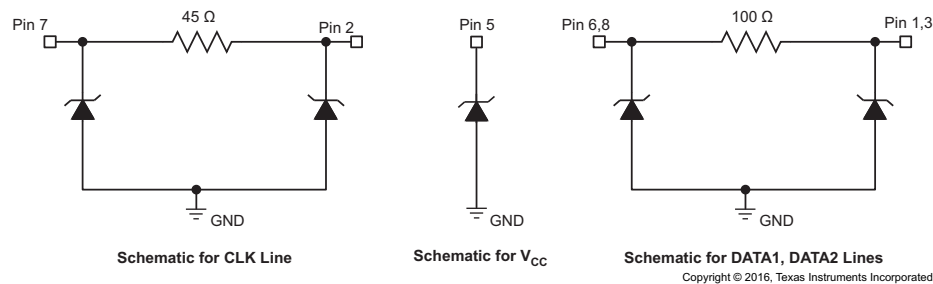 Pin 7
45 Ω
Pin 2
GND
Schematic for CLK Line
Pin 5
GND
Schematic for VCC
Pin 6,8
100 Ω
Pin 1,3
GND
Schematic for DATA1, DATA2 Lines
Copyright © 2016, Texas Instruments Incorporated